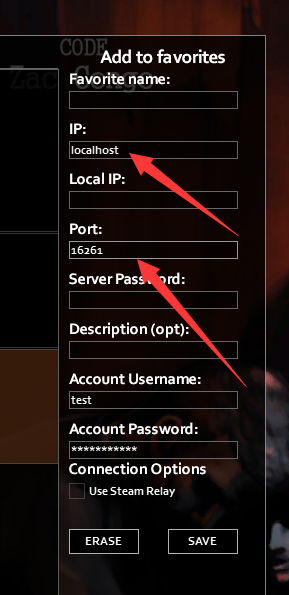 CODE
Zac Congo
Add to favorites
Favorite name:
IP:
localhost
Local IP:
Port:
16261
Server Password:
Description (opt):
Account Username:
test
Account Password:
***********
Connection Options
Use Steam Relay
ERASE
SAVE